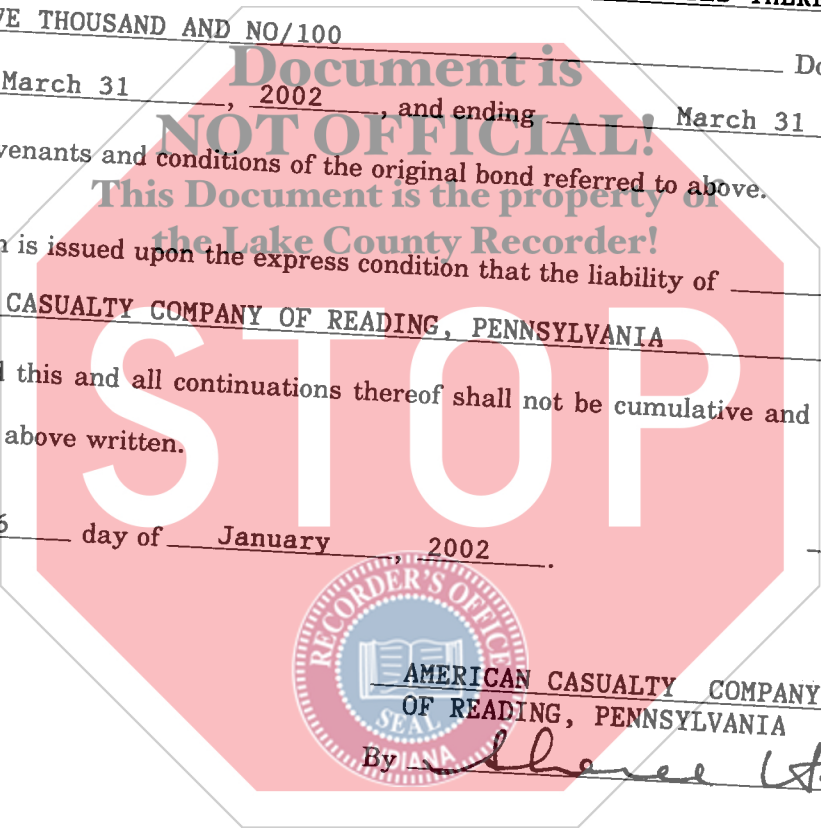 VE THOUSAND AND NO/100
Document is
March 31, 2002, and ending March 31
NOT OFFICIAL!
venants and conditions of the original bond referred to above.
This Document is the property of
the Lake County Recorder!
is issued upon the express condition that the liability of
CASUALTY COMPANY OF READING, PENNSYLVANIA
STOP
this and all continuations thereof shall not be cumulative and
above written.
day of January, 2002.
RECORDER'S OFFICE
SEAL
INDIANA
AMERICAN CASUALTY COMPANY
OF READING, PENNSYLVANIA
By